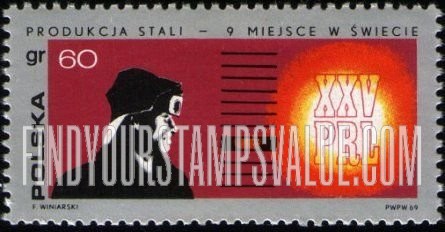 PRODUKCJA STALI – 9 MIEJSCE W ŚWIECIE
gr 60
POLSKA
XXV
PRL
FINDYOURSTAMPSVALUE.COM
F. WINIARSKI
PWPW 69